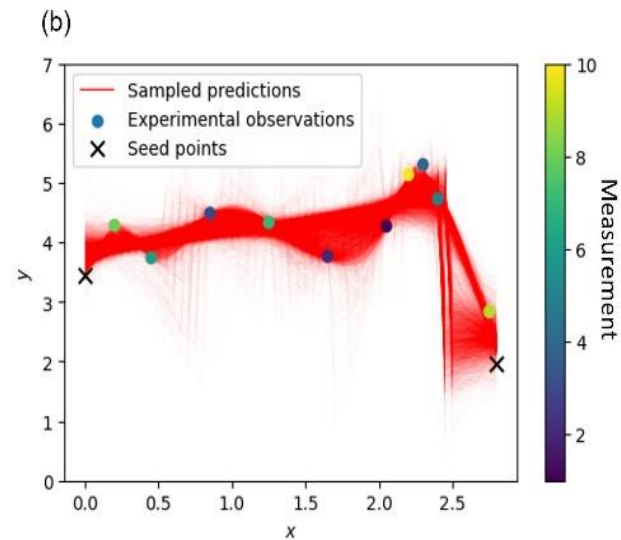 (b)
7
6
5
4
3
2
1
0
y
Sampled predictions
Experimental observations
Seed points
0.0 0.5 1.0 1.5 2.0 2.5
x
10
8
6
4
2
Measurement